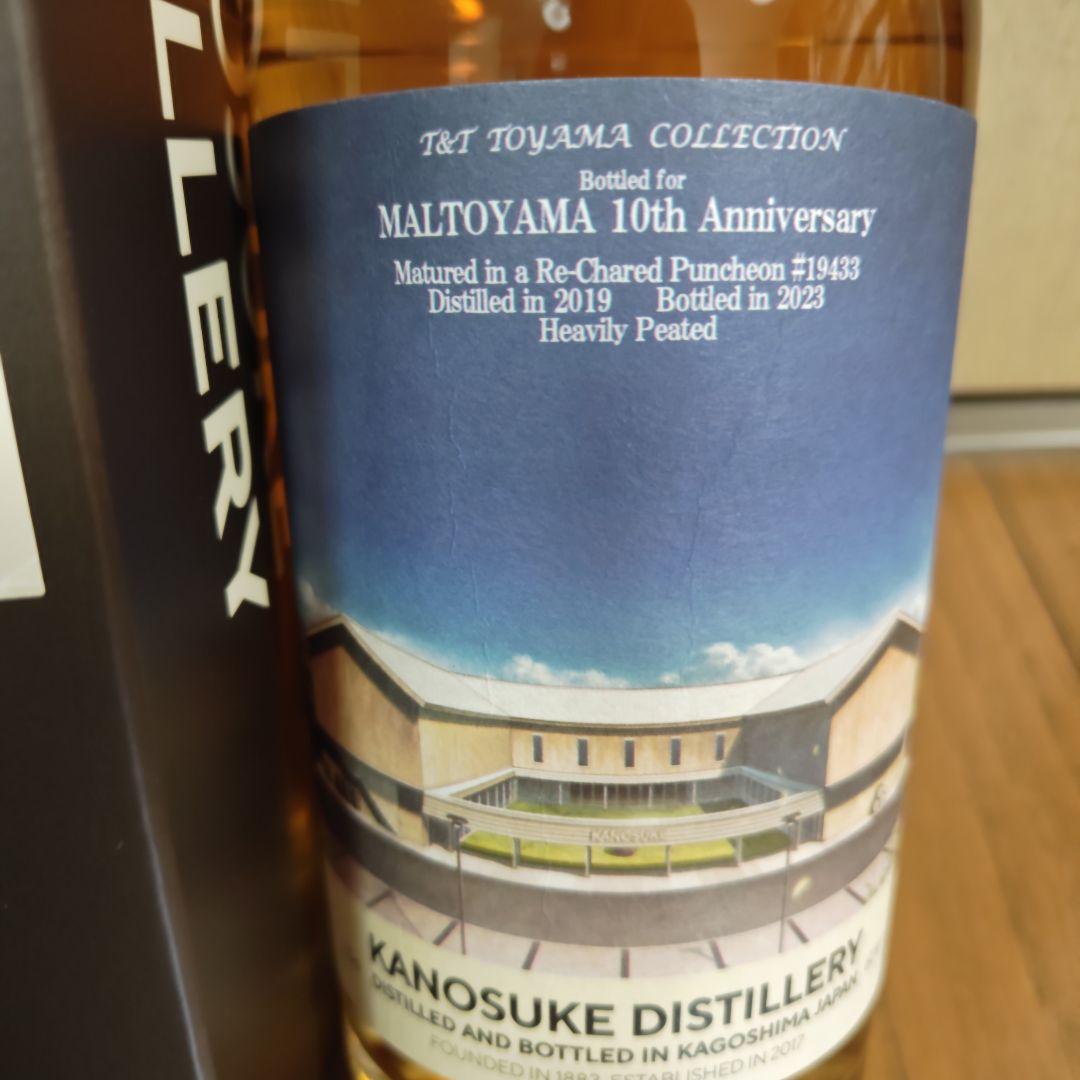 LLERY
T&T TOYAMA COLLECTION
Bottled for
MALTOYAMA 10th Anniversary
Matured in a Re-Chared Puncheon #19433
Distilled in 2019 Bottled in 2023
Heavily Peated
KANOSUKE
KANOSUKE DISTILLERY
DISTILLED AND BOTTLED IN KAGOSHIMA JAPAN
FOUNDED IN 1883, ESTABLISHED IN 2017